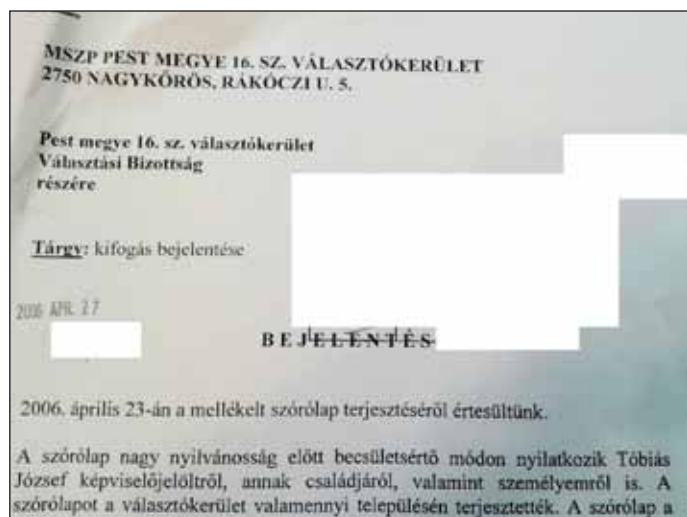 MSZP PEST MEGYE 16. SZ. VÁLASZTÓKERÜLET
2750 NAGYKŐRÖS, RÁKÓCZI U. 5.
Pest megye 16. sz. választókerület
Választási Bizottság
részére
Tárgy: kifogás bejelentése
2006 APR. 27
BEJELENTÉS
2006. április 23-án a mellékelt szórólap terjesztéséről értesültünk.
A szórólap nagy nyilvánosság előtt becsületsértő módon nyilatkozik Tóbiás
József képviselőjelöltről, annak családjáról, valamint személyemről is. A
szórólapot a választókerület valamennyi településén terjesztették. A szórólap a